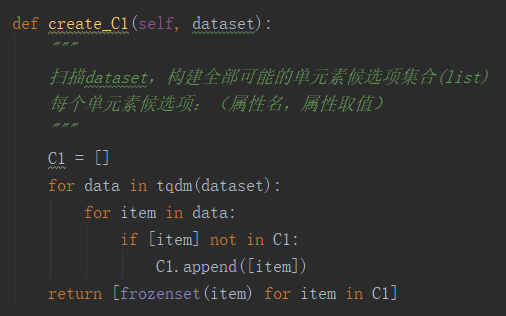 def create_C1(self, dataset):
"""
扫描dataset，构建全部可能的单元素候选项集合(list)
每个单元素候选项：（属性名，属性取值）
"""
C1 = []
for data in tqdm(dataset):
for item in data:
if [item] not in C1:
C1.append([item])
return [frozenset(item) for item in C1]